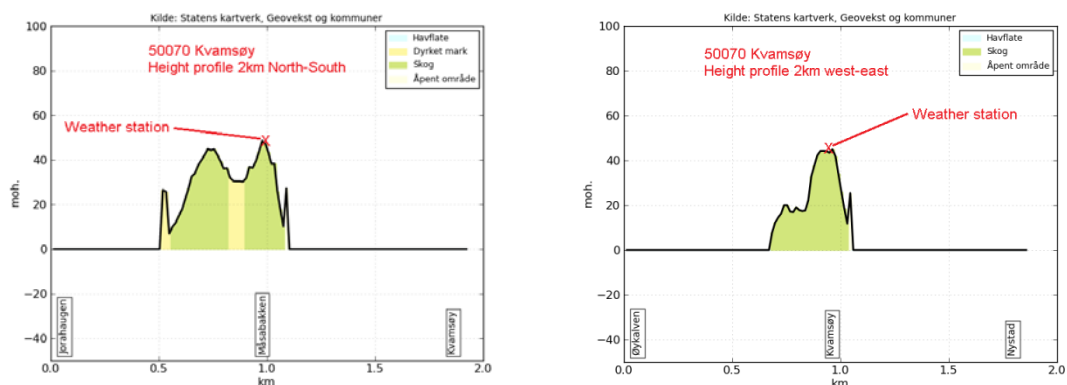 Kilde: Statens kartverk, Geovekst og kommuner
100
80
60
40
20
0
−20
−40
moh.
50070 Kvamsøy
Height profile 2km North-South
Weather station
Havflate
Dyrket mark
Skog
Åpent område
Jorahaugen
Måsabakken
Kvamsøy
0.0
0.5
1.0
1.5
2.0
km
Kilde: Statens kartverk, Geovekst og kommuner
100
80
60
40
20
0
−20
−40
moh.
50070 Kvamsøy
Height profile 2km west-east
Weather station
Havflate
Skog
Åpent område
Øykalven
Kvamsøy
Nystad
0.0
0.5
1.0
1.5
2.0
km